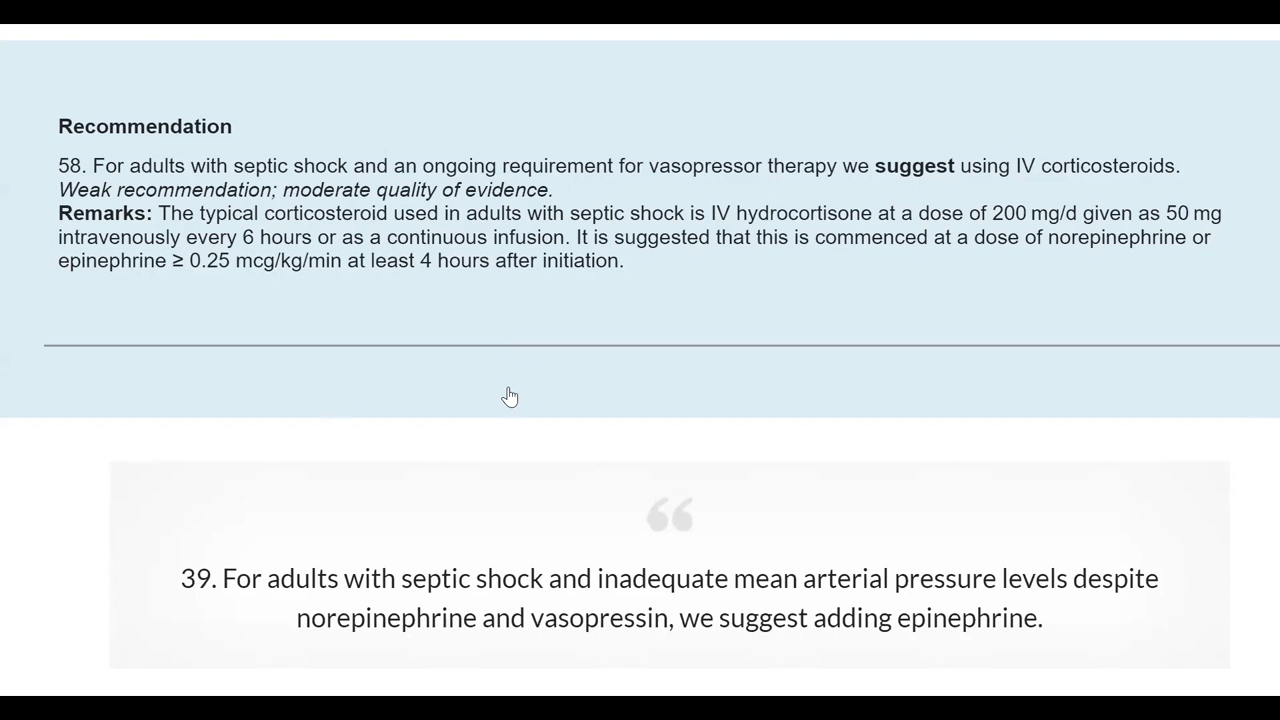 Recommendation
58. For adults with septic shock and an ongoing requirement for vasopressor therapy we suggest using IV corticosteroids.
Weak recommendation; moderate quality of evidence.
Remarks: The typical corticosteroid used in adults with septic shock is IV hydrocortisone at a dose of 200 mg/d given as 50 mg
intravenously every 6 hours or as a continuous infusion. It is suggested that this is commenced at a dose of norepinephrine or
epinephrine ≥ 0.25 mcg/kg/min at least 4 hours after initiation.
“
39. For adults with septic shock and inadequate mean arterial pressure levels despite
norepinephrine and vasopressin, we suggest adding epinephrine.